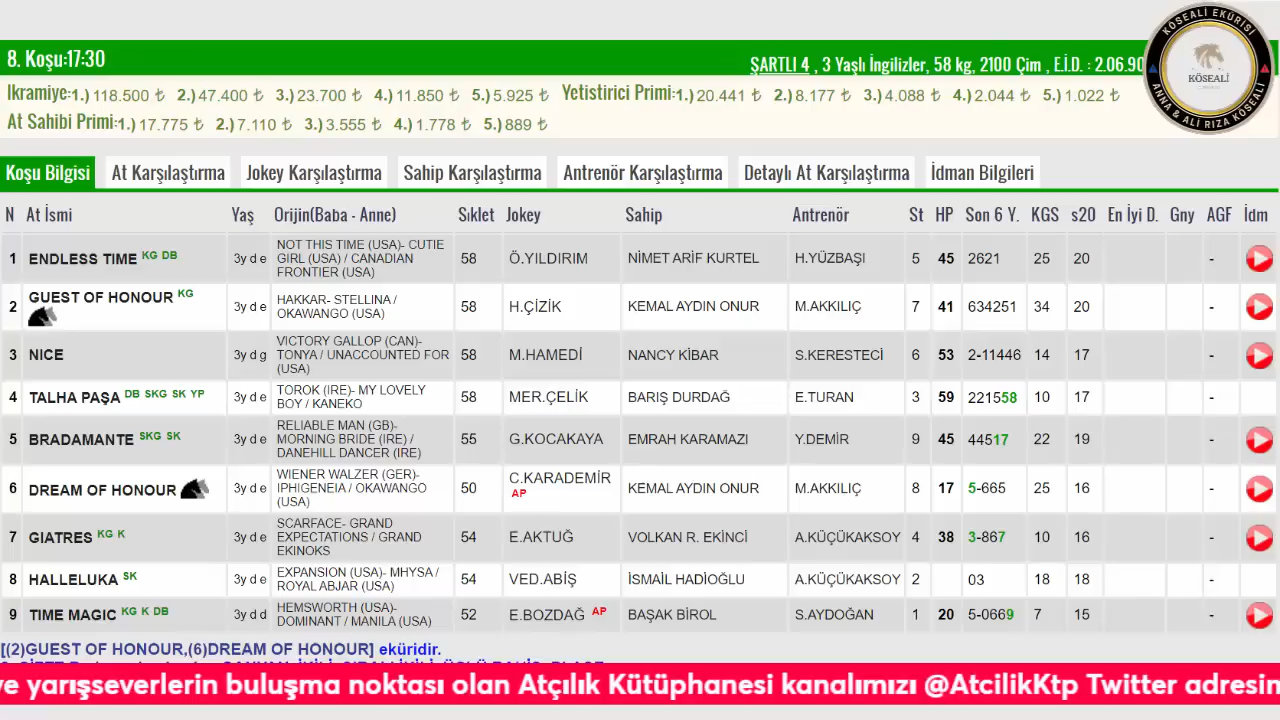 8. Koşu:17:30
ŞARTLI 4 , 3 Yaşlı İngilizler, 58 kg, 2100 Çim , E.İ.D. : 2.06.90
KÖSEALİ EKÜRİSİ
KÖSEALİ
ANNA & ALİ RIZA KÖSEALİ
İkramiye:1.) 118.500 ₺ 2.) 47.400 ₺ 3.) 23.700 ₺ 4.) 11.850 ₺ 5.) 5.925 ₺ Yetistirici Primi:1.) 20.441 ₺ 2.) 8.177 ₺ 3.) 4.088 ₺ 4.) 2.044 ₺ 5.) 1.022 ₺
At Sahibi Primi:1.) 17.775 ₺ 2.) 7.110 ₺ 3.) 3.555 ₺ 4.) 1.778 ₺ 5.) 889 ₺
Koşu Bilgisi At Karşılaştırma Jokey Karşılaştırma Sahip Karşılaştırma Antrenör Karşılaştırma Detaylı At Karşılaştırma İdman Bilgileri
N At İsmi Yaş Orijin(Baba - Anne) Sıklet Jokey Sahip Antrenör St HP Son 6 Y. KGS s20 En İyi D. Gny AGF İdm
1 ENDLESS TIME KG DB 3y d e NOT THIS TIME (USA)- CUTIE GIRL (USA) / CANADIAN FRONTIER (USA) 58 Ö.YILDIRIM NİMET ARİF KURTEL H.YÜZBAŞI 5 45 2621 25 20 -
2 GUEST OF HONOUR KG 3y d e HAKKAR- STELLINA / OKAWANGO (USA) 58 H.ÇİZİK KEMAL AYDIN ONUR M.AKKILIÇ 7 41 634251 34 20 -
3 NICE 3y d g VICTORY GALLOP (CAN)- TONYA / UNACCOUNTED FOR (USA) 58 M.HAMEDİ NANCY KİBAR S.KERESTECİ 6 53 2-11446 14 17 -
4 TALHA PAŞA DB SKG SK YP 3y d e TOROK (IRE)- MY LOVELY BOY / KANEKO 58 MER.ÇELİK BARIŞ DURDAĞ E.TURAN 3 59 221558 10 17 -
5 BRADAMANTE SKG SK 3y d e RELIABLE MAN (GB)- MORNING BRIDE (IRE) / DANEHILL DANCER (IRE) 55 G.KOCAKAYA EMRAH KARAMAZI Y.DEMİR 9 45 44517 22 19 -
6 DREAM OF HONOUR 3y d e WIENER WALZER (GER)- IPHIGENEIA / OKAWANGO (USA) 50 C.KARADEMİR AP KEMAL AYDIN ONUR M.AKKILIÇ 8 17 5-665 25 16 -
7 GIATRES KG K 3y d e SCARFACE- GRAND EXPECTATIONS / GRAND EKINOKS 54 E.AKTUĞ VOLKAN R. EKİNCİ A.KÜÇÜKAKSOY 4 38 3-867 10 16 -
8 HALLELUKA SK 3y d e EXPANSION (USA)- MHYSA / ROYAL ABJAR (USA) 54 VED.ABİŞ İSMAİL HADİOĞLU A.KÜÇÜKAKSOY 2 03 18 18 -
9 TIME MAGIC KG K DB 3y d d HEMSWORTH (USA)- DOMINANT / MANILA (USA) 52 E.BOZDAĞ AP BAŞAK BİROL S.AYDOĞAN 1 20 5-0669 7 15 -
[(2)GUEST OF HONOUR,(6)DREAM OF HONOUR] eküridir.
ve yarışseverlerin buluşma noktası olan Atçılık Kütüphanesi kanalımızı @AtcilikKtp Twitter adresin